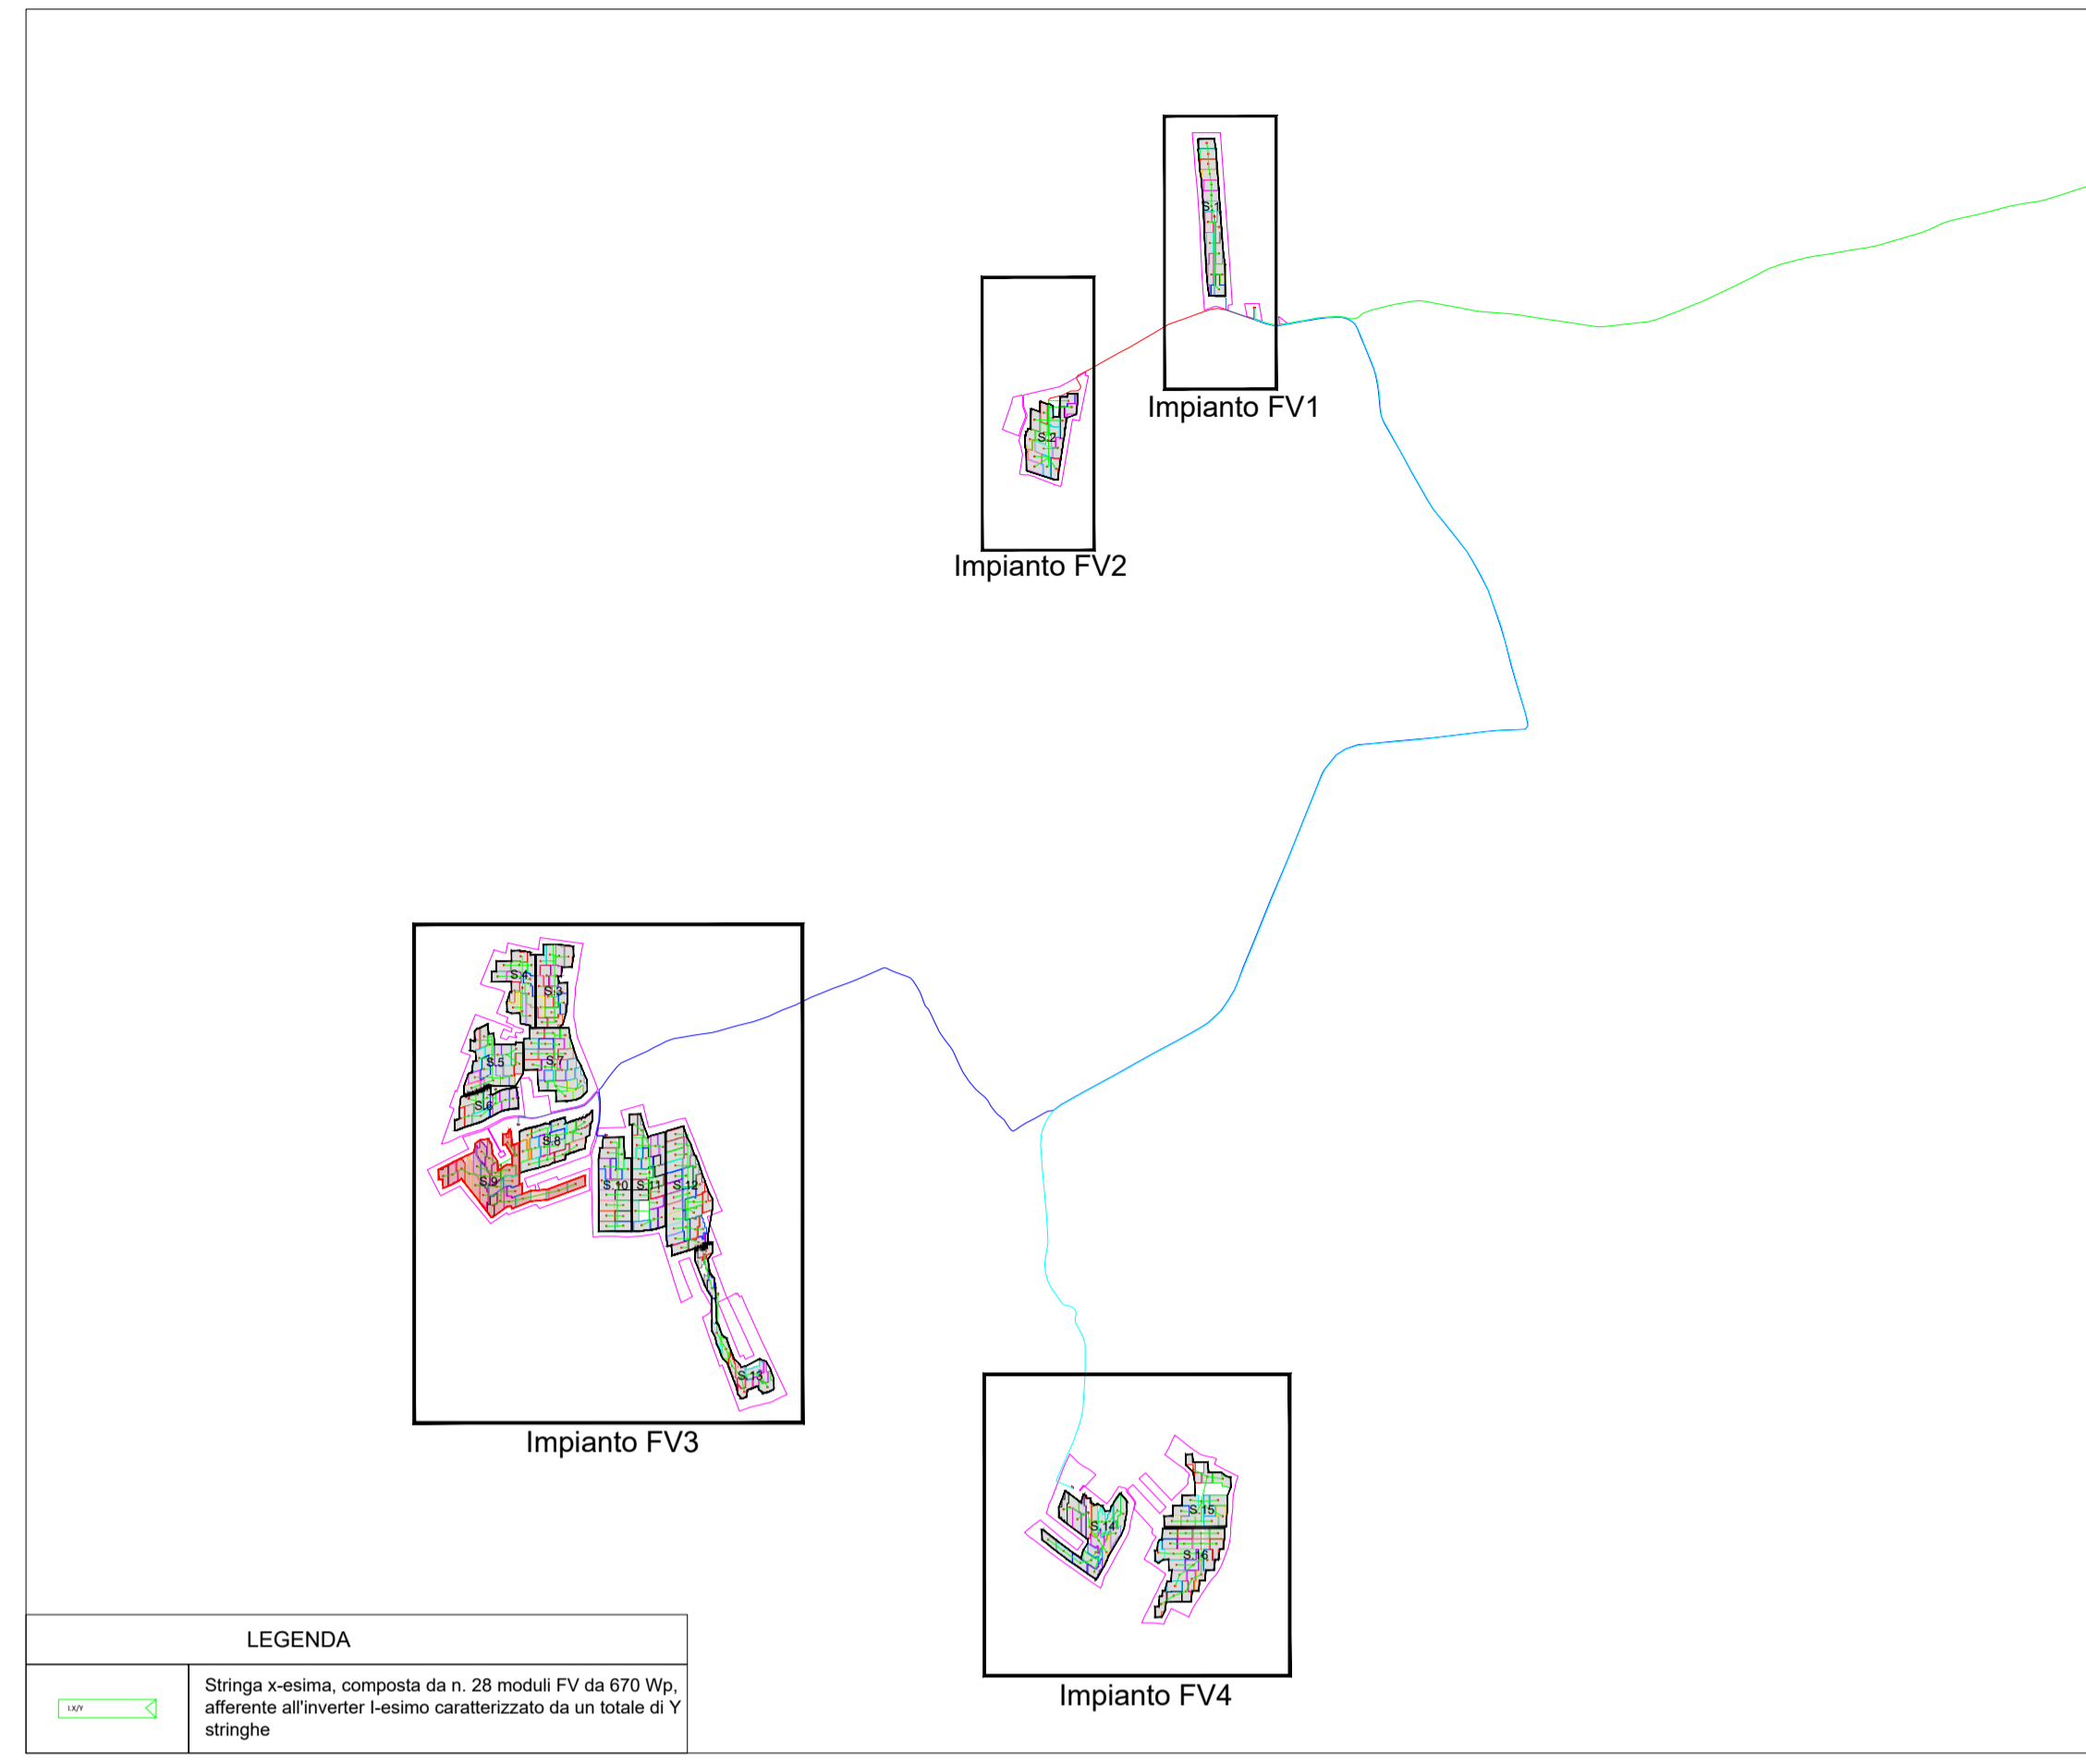 S.1
Impianto FV1
S.2
Impianto FV2
S.4
S.3
S.5
S.7
S.6
S.8
S.9
S.10
S.11
S.12
S.13
Impianto FV3
S.14
S.15
S.16
Impianto FV4
LEGENDA
I.X/Y
Stringa x-esima, composta da n. 28 moduli FV da 670 Wp,
afferente all'inverter I-esimo caratterizzato da un totale di Y
stringhe